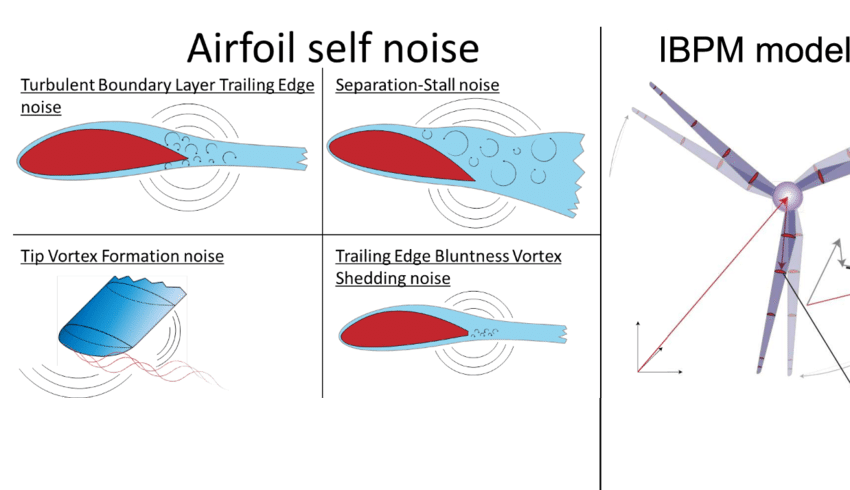 Airfoil self noise
Turbulent Boundary Layer Trailing Edge
noise
Separation-Stall noise
Tip Vortex Formation noise
Trailing Edge Bluntness Vortex
Shedding noise
IBPM model